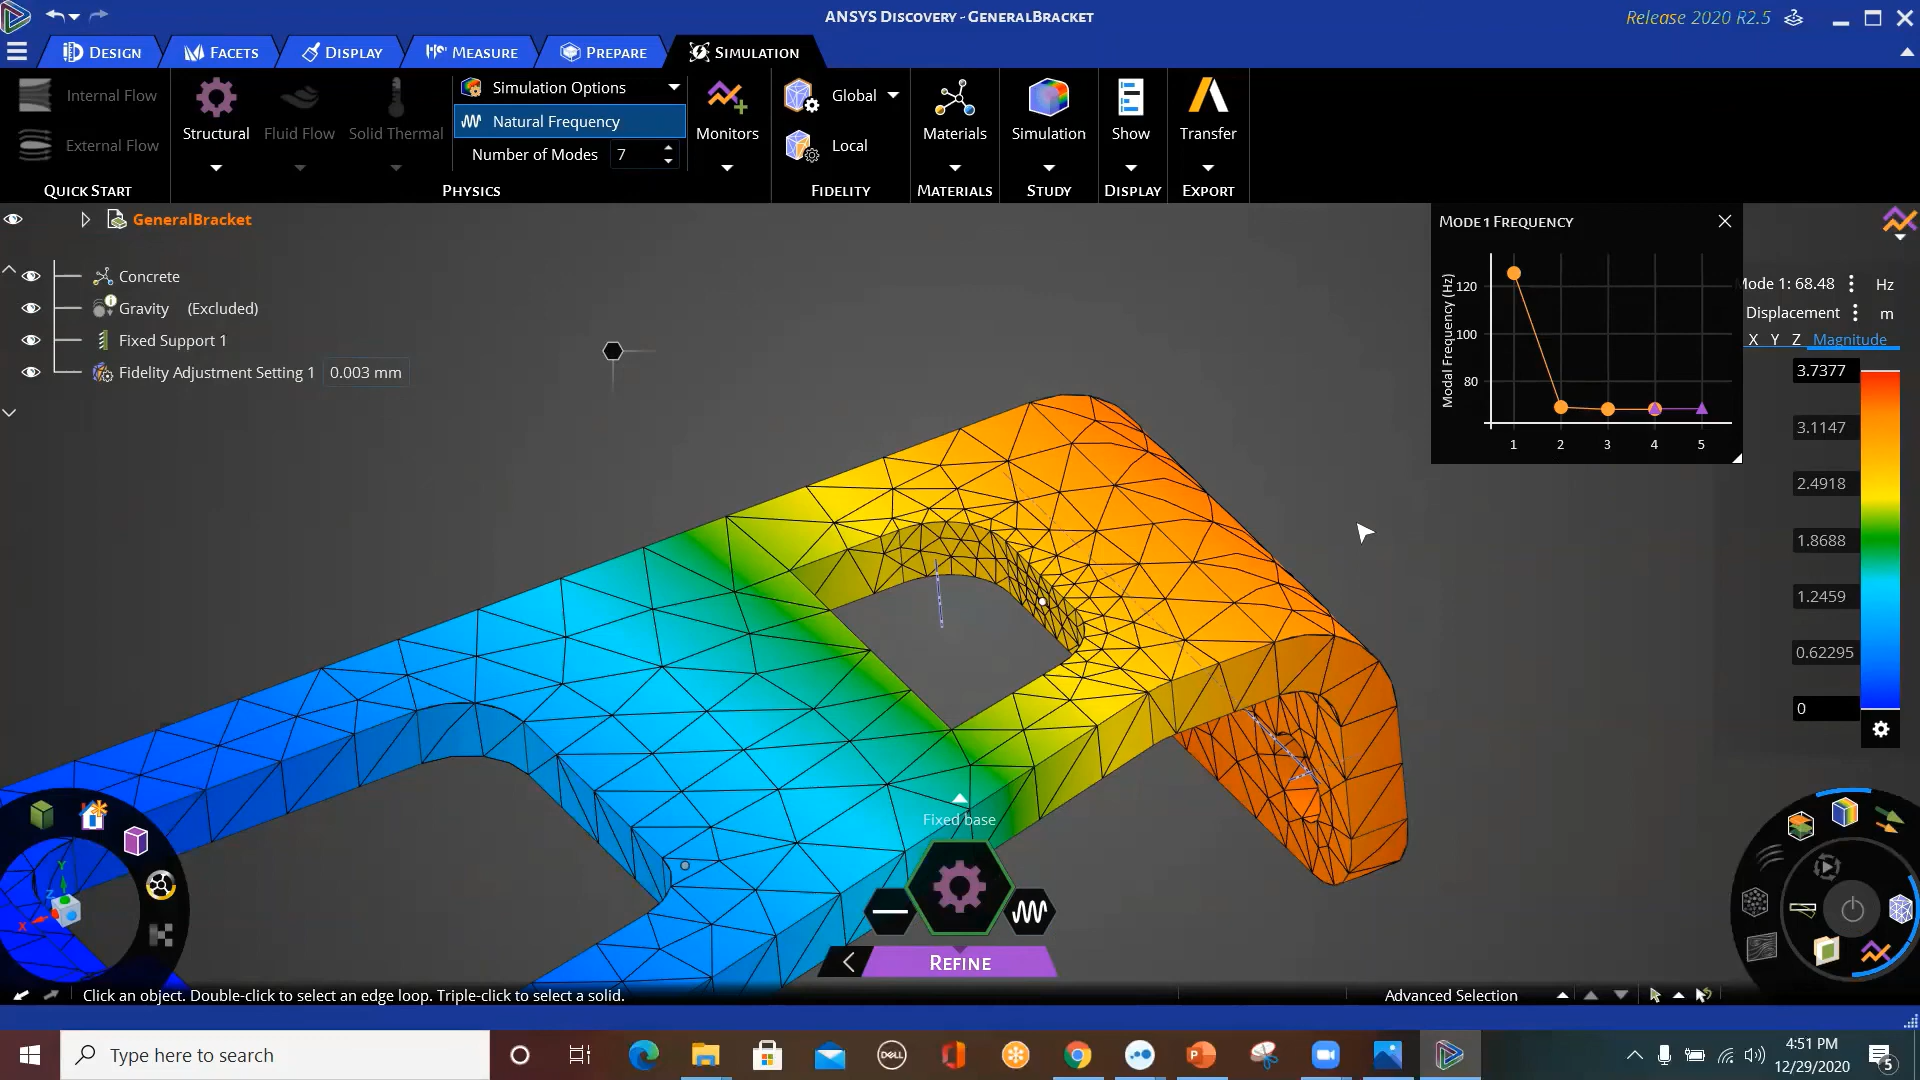 ANSYS Discovery - GeneralBracket
Release 2020 R2.5
Design
Facets
Display
Measure
Prepare
Simulation
Internal Flow
External Flow
Quick Start
Structural
Fluid Flow
Solid Thermal
Simulation Options
Natural Frequency
Number of Modes 7
Physics
Monitors
Global
Local
Fidelity
Materials
Materials
Simulation
Study
Show
Display
Transfer
Export
GeneralBracket
Concrete
Gravity (Excluded)
Fixed Support 1
Fidelity Adjustment Setting 1 0.003 mm
Mode 1 Frequency
Modal Frequency (Hz)
120
100
80
1 2 3 4 5
Mode 1: 68.48 Hz
Displacement m
X Y Z Magnitude
3.7377
3.1147
2.4918
1.8688
1.2459
0.62295
0
Fixed base
Refine
Y
Z
X
Click an object. Double-click to select an edge loop. Triple-click to select a solid.
Advanced Selection
Type here to search
DELL
4:51 PM
12/29/2020
5